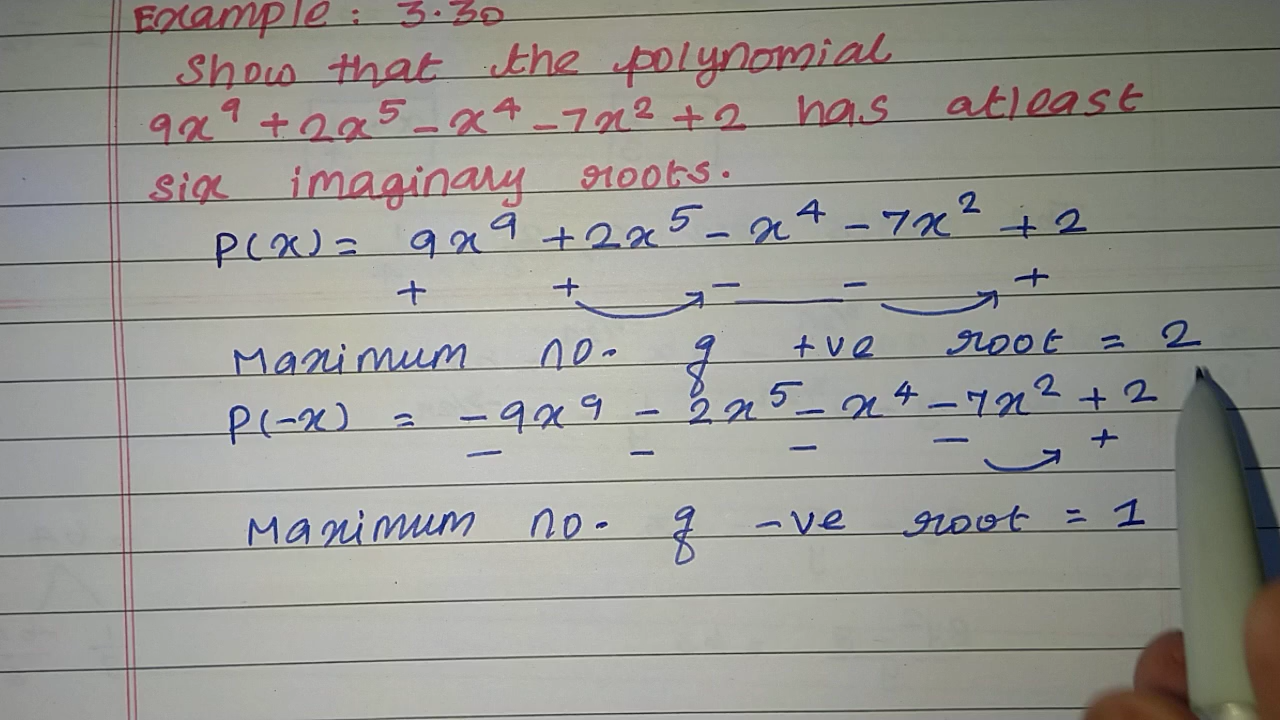 Example: 3.30
Show that the polynomial
9x⁹ + 2x⁵ - x⁴ - 7x² + 2 has atleast
six imaginary roots.
P(x) = 9x⁹ + 2x⁵ - x⁴ - 7x² + 2
+ + - - +
Maximum no. of +ve root = 2
P(-x) = -9x⁹ - 2x⁵ - x⁴ - 7x² + 2
- - - - +
Maximum no. of -ve root = 1